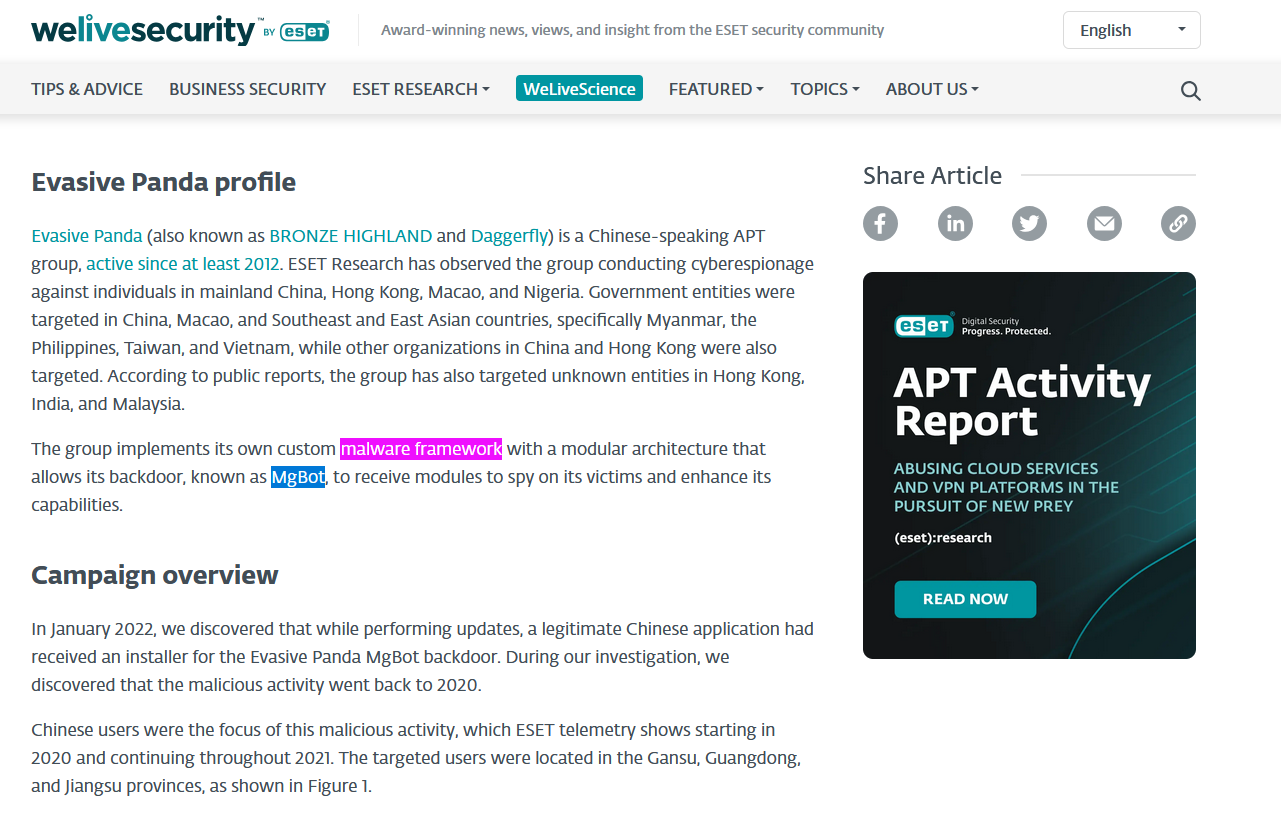 welivesecurity™ BY eseT®
Award-winning news, views, and insight from the ESET security community
English
TIPS & ADVICE BUSINESS SECURITY ESET RESEARCH WeLiveScience FEATURED TOPICS ABOUT US
Evasive Panda profile
Evasive Panda (also known as BRONZE HIGHLAND and Daggerfly) is a Chinese-speaking APT
group, active since at least 2012. ESET Research has observed the group conducting cyberespionage
against individuals in mainland China, Hong Kong, Macao, and Nigeria. Government entities were
targeted in China, Macao, and Southeast and East Asian countries, specifically Myanmar, the
Philippines, Taiwan, and Vietnam, while other organizations in China and Hong Kong were also
targeted. According to public reports, the group has also targeted unknown entities in Hong Kong,
India, and Malaysia.
The group implements its own custom malware framework with a modular architecture that
allows its backdoor, known as MgBot, to receive modules to spy on its victims and enhance its
capabilities.
Campaign overview
In January 2022, we discovered that while performing updates, a legitimate Chinese application had
received an installer for the Evasive Panda MgBot backdoor. During our investigation, we
discovered that the malicious activity went back to 2020.
Chinese users were the focus of this malicious activity, which ESET telemetry shows starting in
2020 and continuing throughout 2021. The targeted users were located in the Gansu, Guangdong,
and Jiangsu provinces, as shown in Figure 1.
Share Article
eseT®
Digital Security
Progress. Protected.
APT Activity
Report
ABUSING CLOUD SERVICES
AND VPN PLATFORMS IN THE
PURSUIT OF NEW PREY
(eset):research
READ NOW